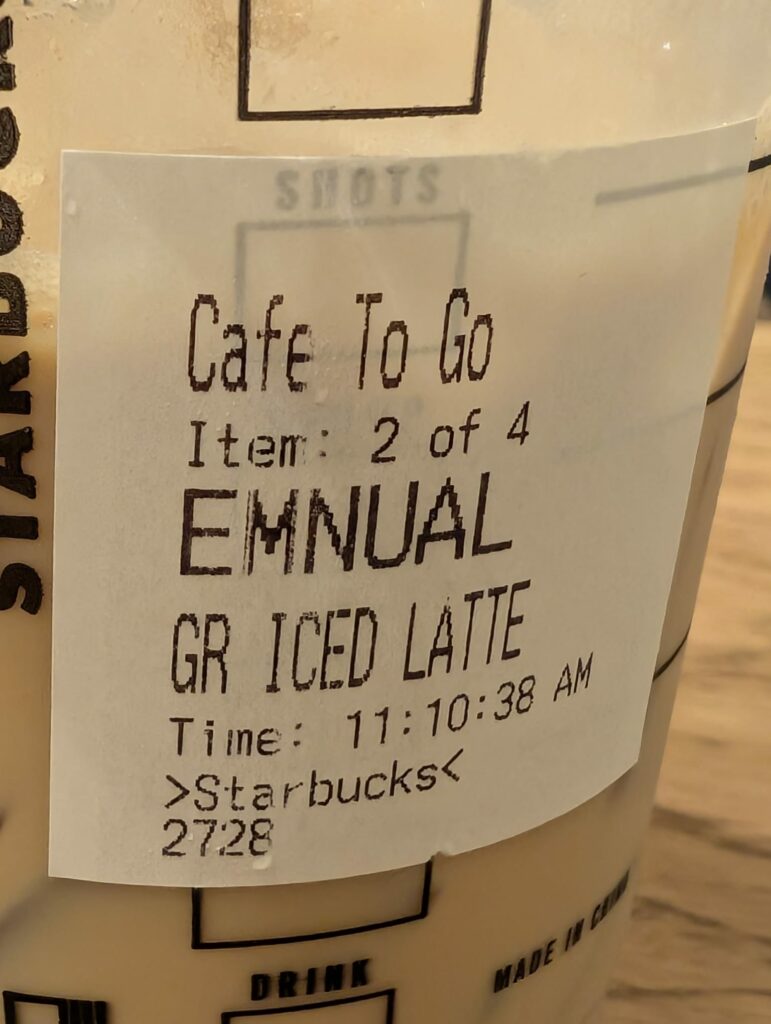 STARBUCKS
SHOTS
Cafe To Go
Item: 2 of 4
EMNUAL
GR ICED LATTE
Time: 11:10:38 AM
>Starbucks<
2728
DRINK
MADE IN CHINA